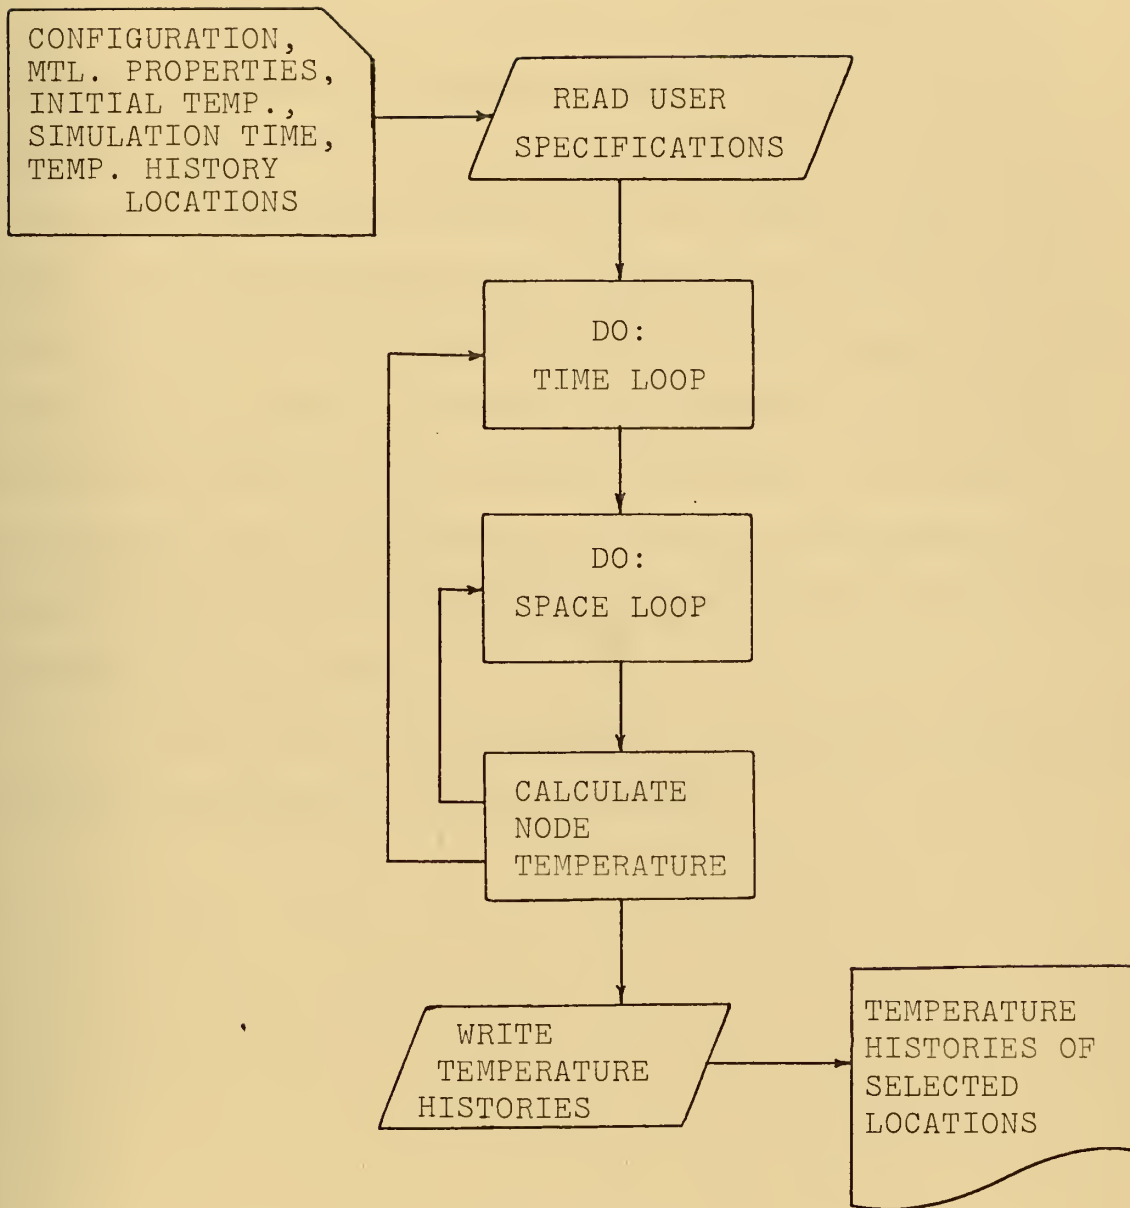 CONFIGURATION,
MTL. PROPERTIES,
INITIAL TEMP.,
SIMULATION TIME,
TEMP. HISTORY
LOCATIONS
READ USER
SPECIFICATIONS
DO:
TIME LOOP
DO:
SPACE LOOP
CALCULATE
NODE
TEMPERATURE
WRITE
TEMPERATURE
HISTORIES
TEMPERATURE
HISTORIES OF
SELECTED
LOCATIONS